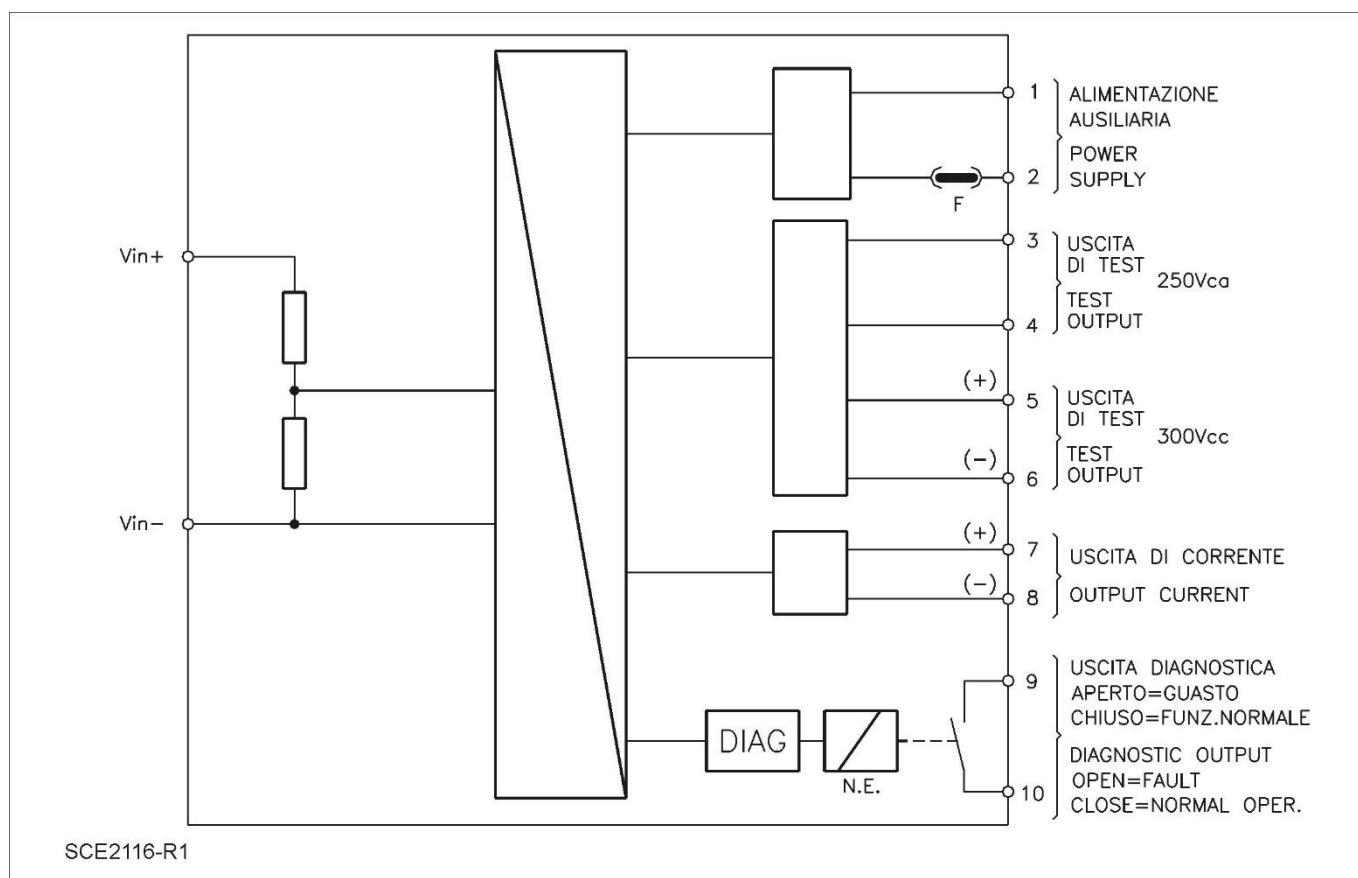 Vin+
Vin-
1
ALIMENTAZIONE
AUSILIARIA
POWER
2
SUPPLY
F
3
USCITA
DI TEST
250Vca
TEST
4
OUTPUT
(+)
5
USCITA
DI TEST
300Vcc
TEST
(-)
6
OUTPUT
(+)
7
USCITA DI CORRENTE
(-)
8
OUTPUT CURRENT
9
USCITA DIAGNOSTICA
APERTO=GUASTO
CHIUSO=FUNZ.NORMALE
DIAG
N.E.
DIAGNOSTIC OUTPUT
OPEN=FAULT
10
CLOSE=NORMAL OPER.
SCE2116-R1